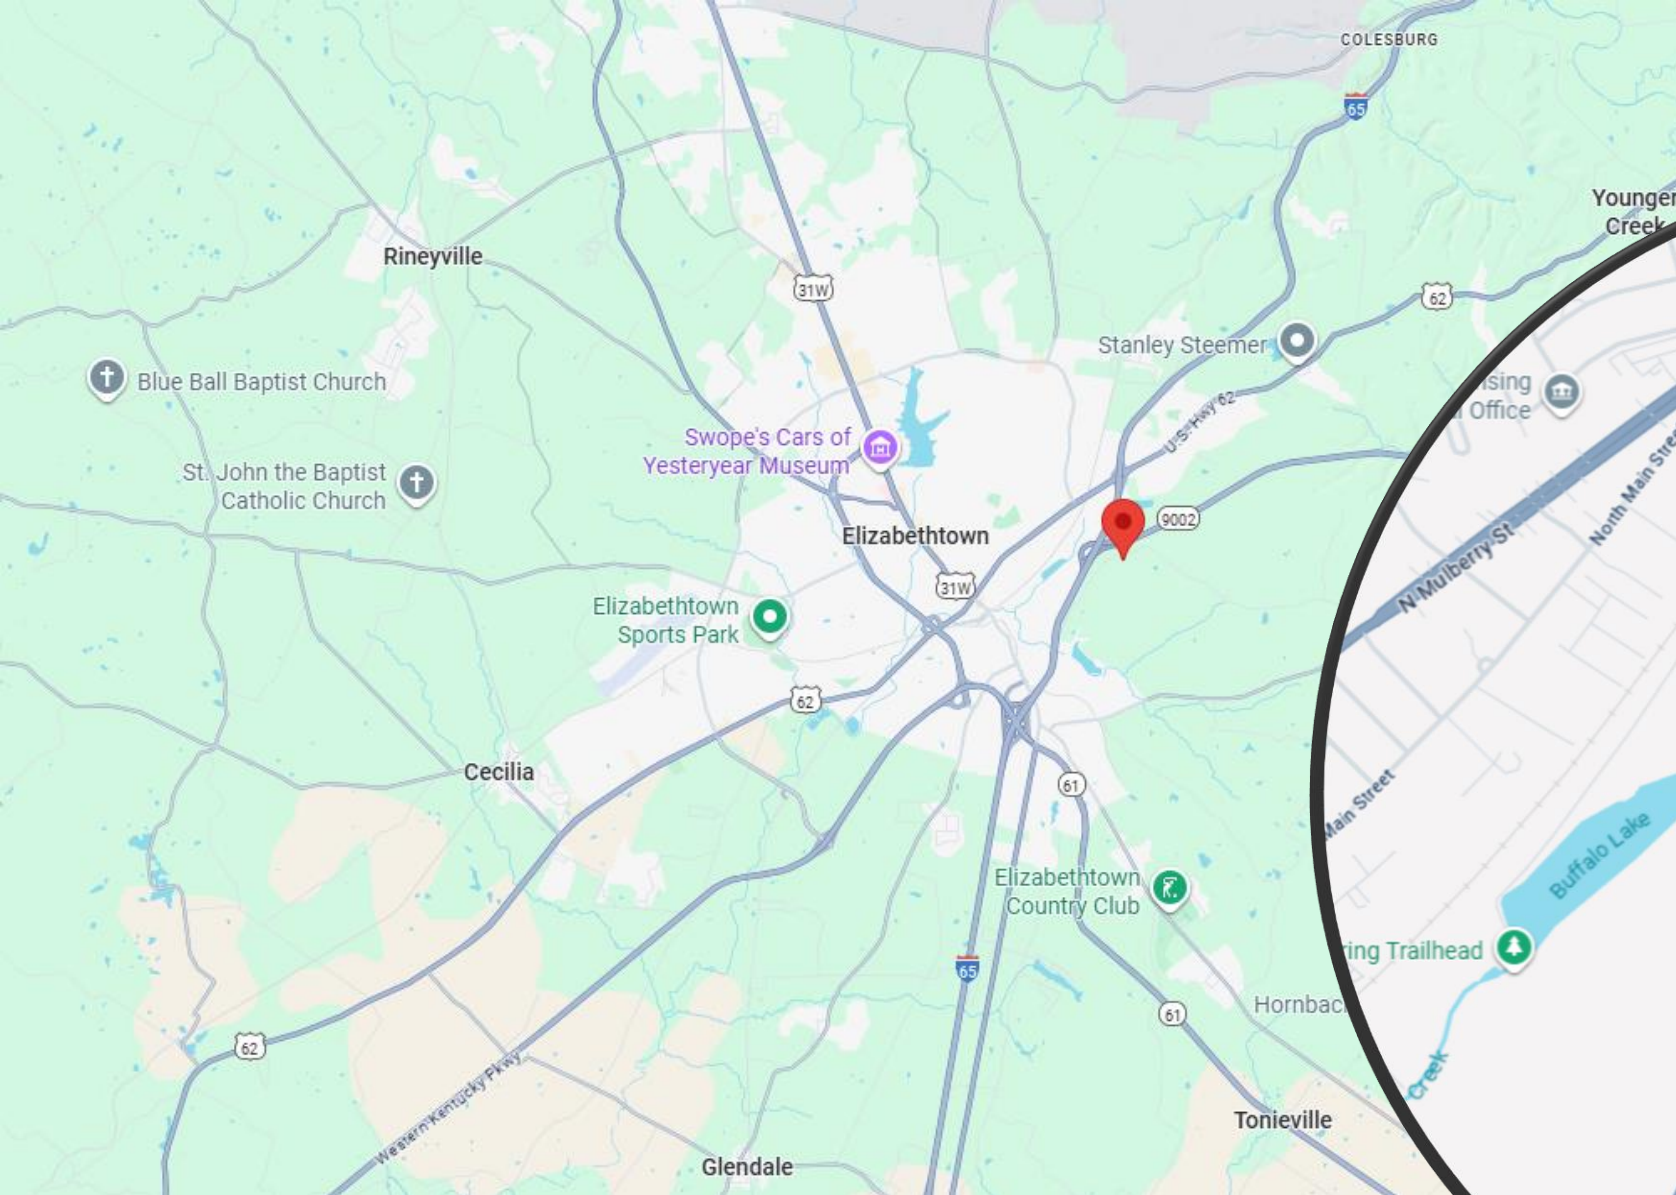 COLESBURG
65
Younger
Creek
62
Rineyville
31W
Stanley Steemer
Blue Ball Baptist Church
U.S. Hwy 62
Office
Swope's Cars of
Yesteryear Museum
St. John the Baptist
Catholic Church
North Main
9002
Elizabethtown
N Mulberry St
31W
Elizabethtown
Sports Park
62
Cecilia
61
Main Street
Buffalo Lake
Elizabethtown
Country Club
Trailhead
65
61
62
Creek
Western Kentucky Pkwy
Tonieville
Glendale